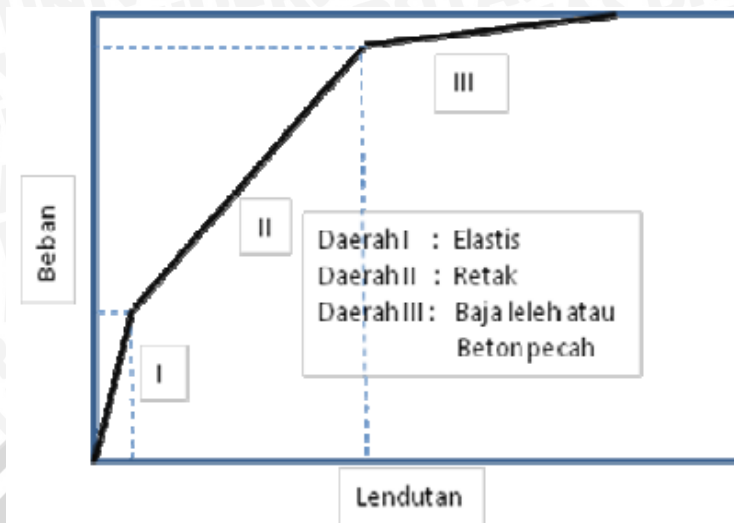 III
Beban
II
Daerah I : Elastis
Daerah II : Retak
Daerah III : Baja leleh atau
Beton pecah
I
Lendutan